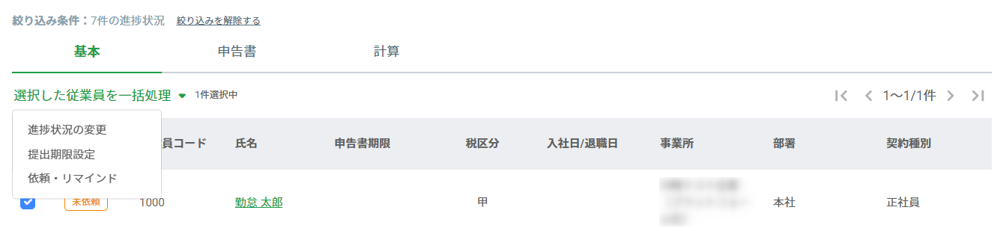 絞り込み条件：7件の進捗状況 絞り込みを解除する
基本 申告書 計算
選択した従業員を一括処理 1件選択中 1〜1/1件
進捗状況の変更
提出期限設定
依頼・リマインド
員コード 氏名 申告書期限 税区分 入社日/退職日 事業所 部署 契約種別
未依頼 1000 勤怠 太郎 甲 本社 正社員